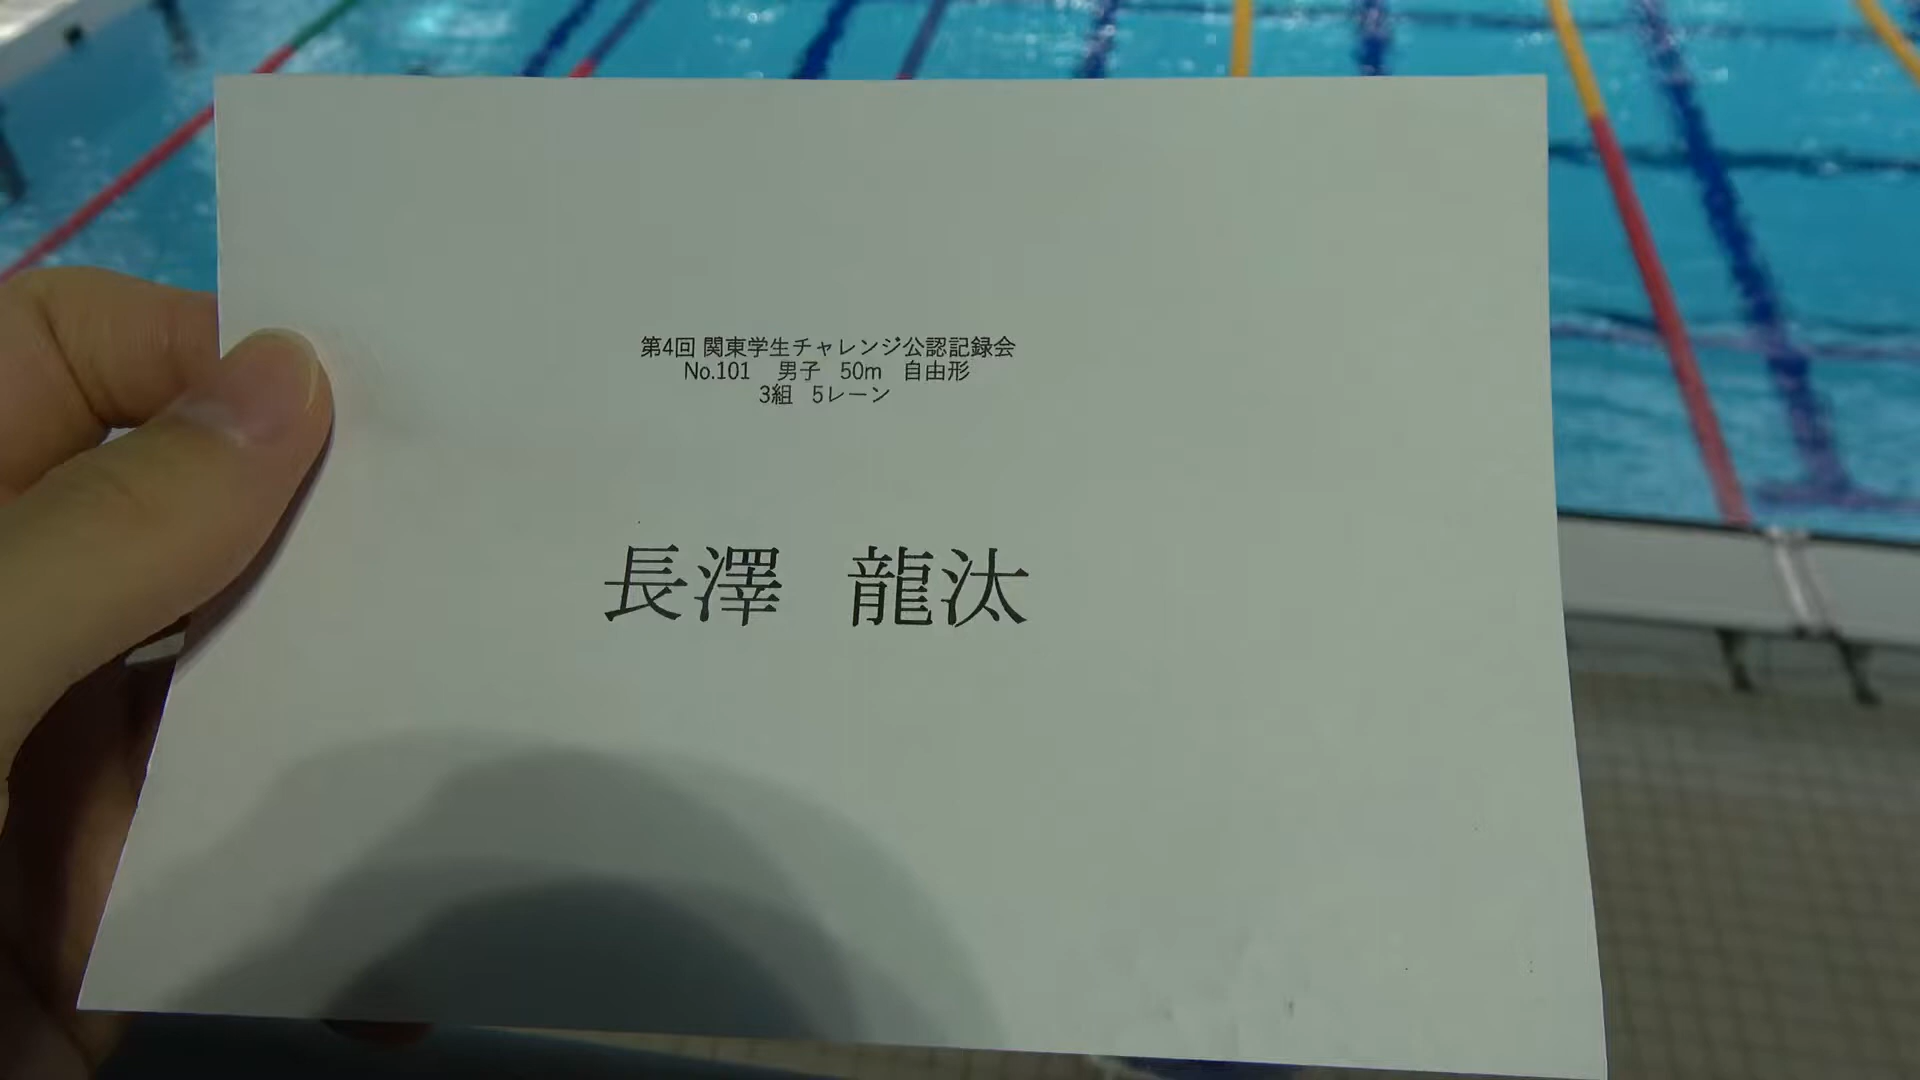 第4回 関東学生チャレンジ公認記録会
No.101 男子 50m 自由形
3組 5レーン
長澤 龍汰